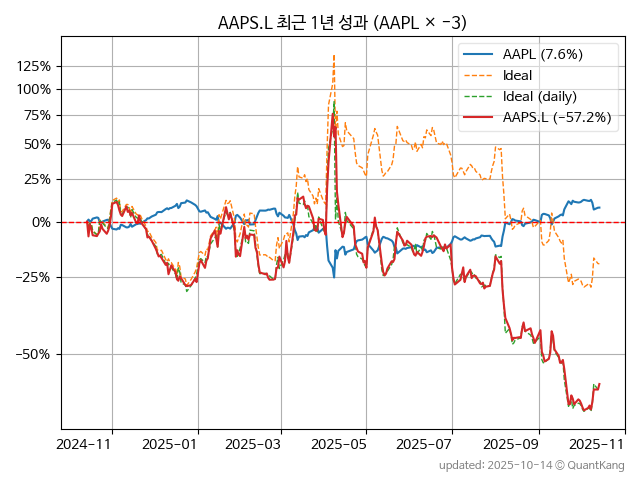 AAPS.L 최근 1년 성과 (AAPL × −3)
AAPL (7.6%)
Ideal
Ideal (daily)
AAPS.L (−57.2%)
125%
100%
75%
50%
25%
0%
−25%
−50%
2024-11
2025-01
2025-03
2025-05
2025-07
2025-09
2025-11
updated: 2025-10-14 © QuantKang